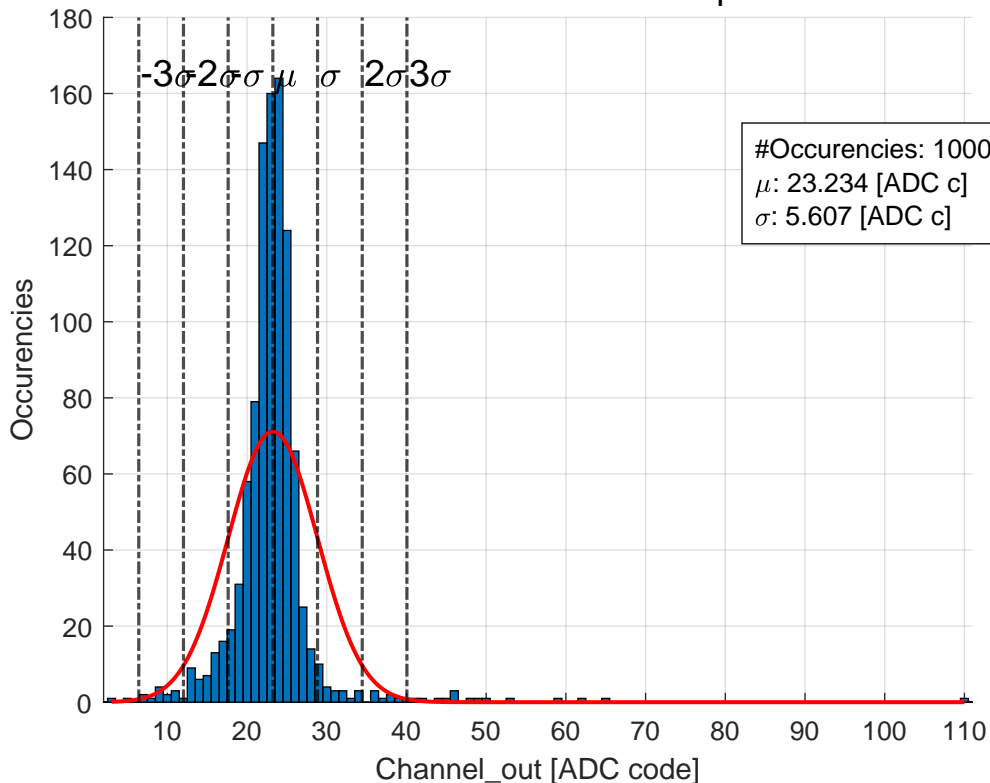 180
160
140
120
100
80
60
40
20
0
Occurencies
-3σ
-2σ
-σ
μ
σ
2σ
3σ
#Occurencies: 1000
μ: 23.234 [ADC c]
σ: 5.607 [ADC c]
10 20 30 40 50 60 70 80 90 100 110
Channel_out [ADC code]